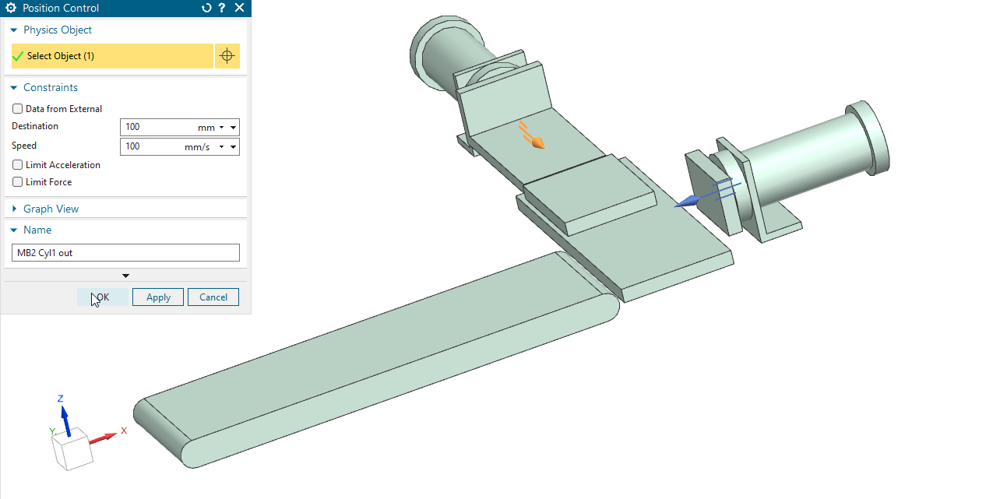 Position Control
Physics Object
Select Object (1)
Constraints
Data from External
Destination 100 mm
Speed 100 mm/s
Limit Acceleration
Limit Force
Graph View
Name
MB2 Cyl1 out
OK Apply Cancel
Z
Y
X